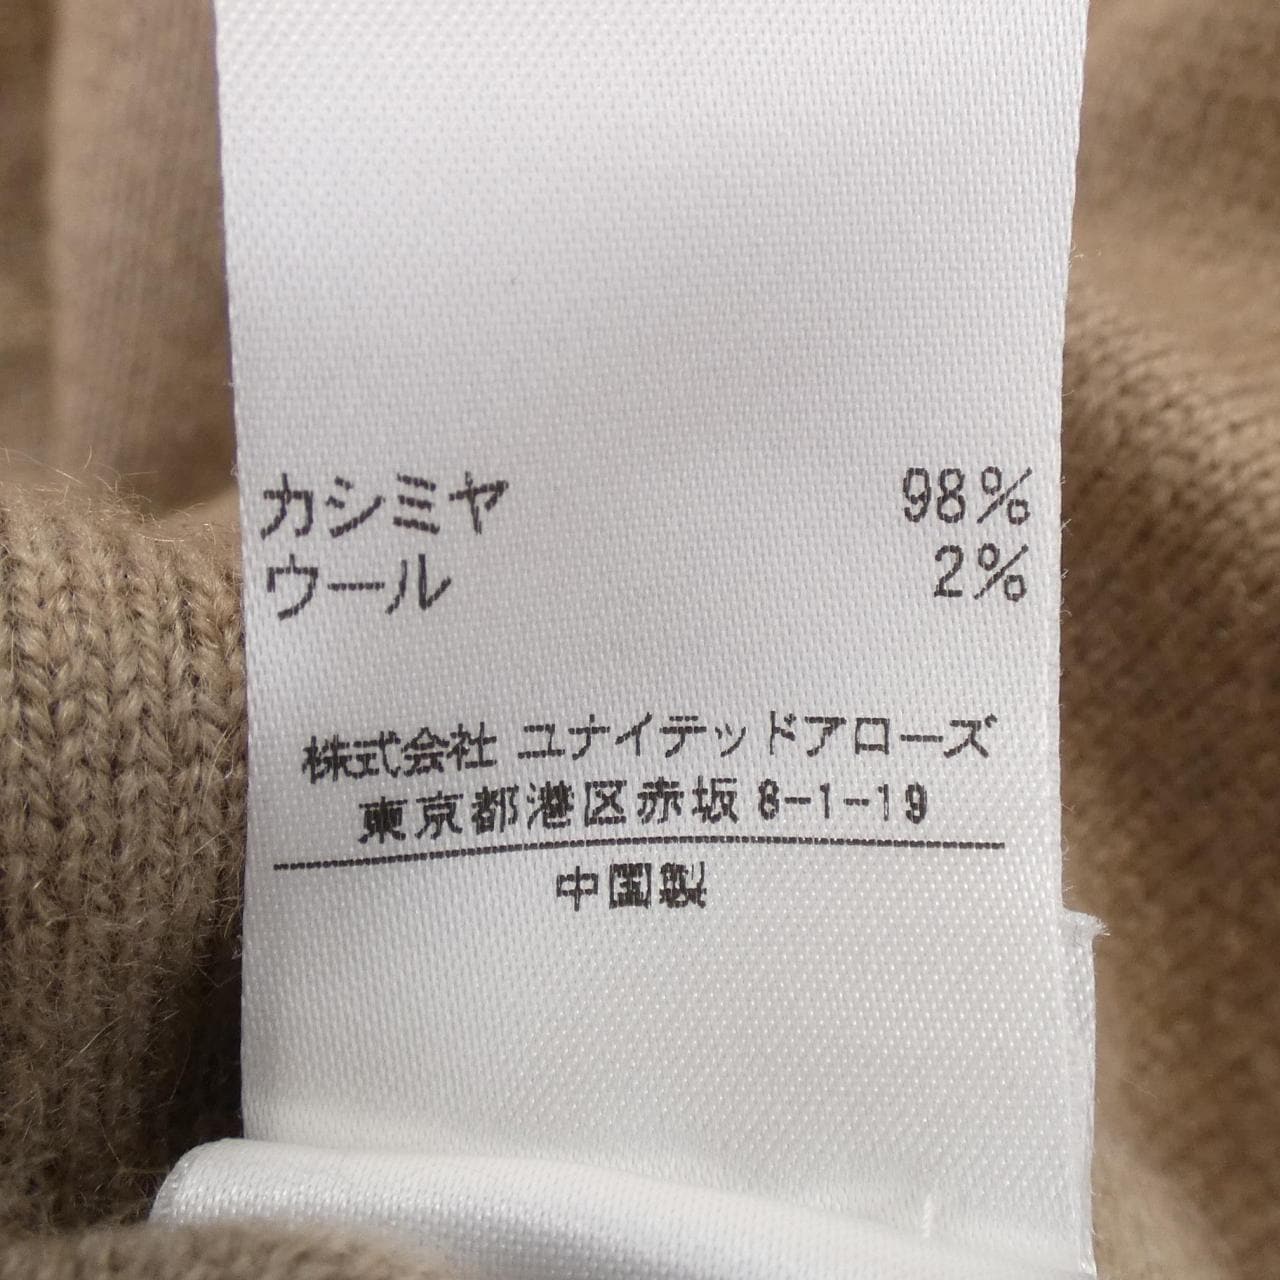 カシミヤ 98%
ウール 2%
株式会社 ユナイテッドアローズ
東京都港区赤坂 8-1-19
中国製